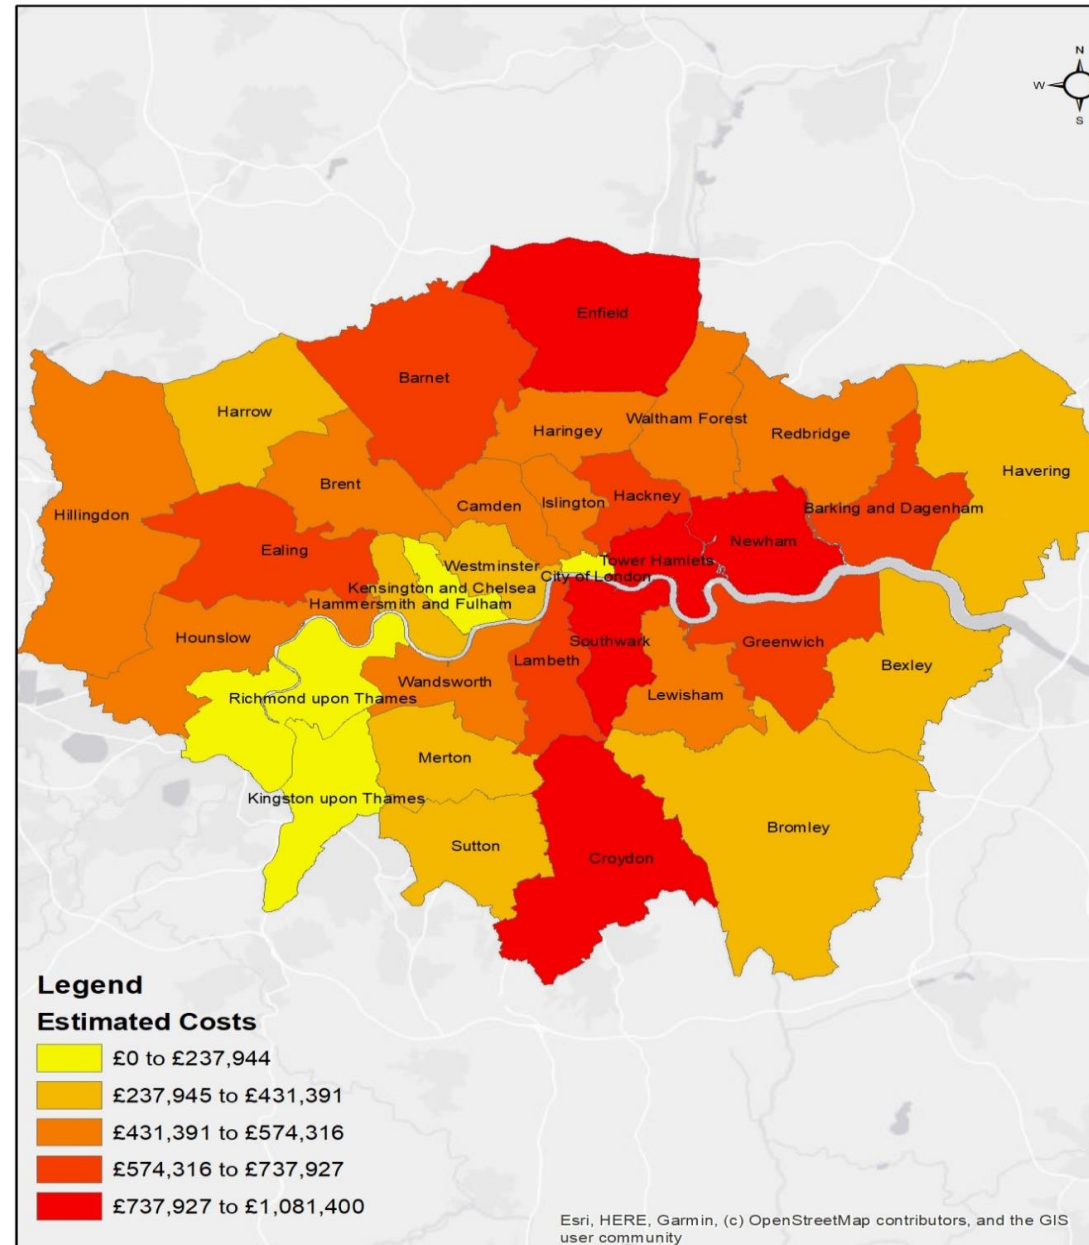 N
W
S
Enfield
Barnet
Harrow
Haringey
Waltham Forest
Redbridge
Havering
Brent
Hillingdon
Camden
Islington
Hackney
Barking and Dagenham
Ealing
Newham
Westminster
Tower Hamlets
City of London
Kensington and Chelsea
Hammersmith and Fulham
Hounslow
Southwark
Greenwich
Lambeth
Bexley
Wandsworth
Richmond upon Thames
Lewisham
Merton
Kingston upon Thames
Bromley
Sutton
Croydon
Legend
Estimated Costs
£0 to £237,944
£237,945 to £431,391
£431,391 to £574,316
£574,316 to £737,927
£737,927 to £1,081,400
Esri, HERE, Garmin, (c) OpenStreetMap contributors, and the GIS
user community